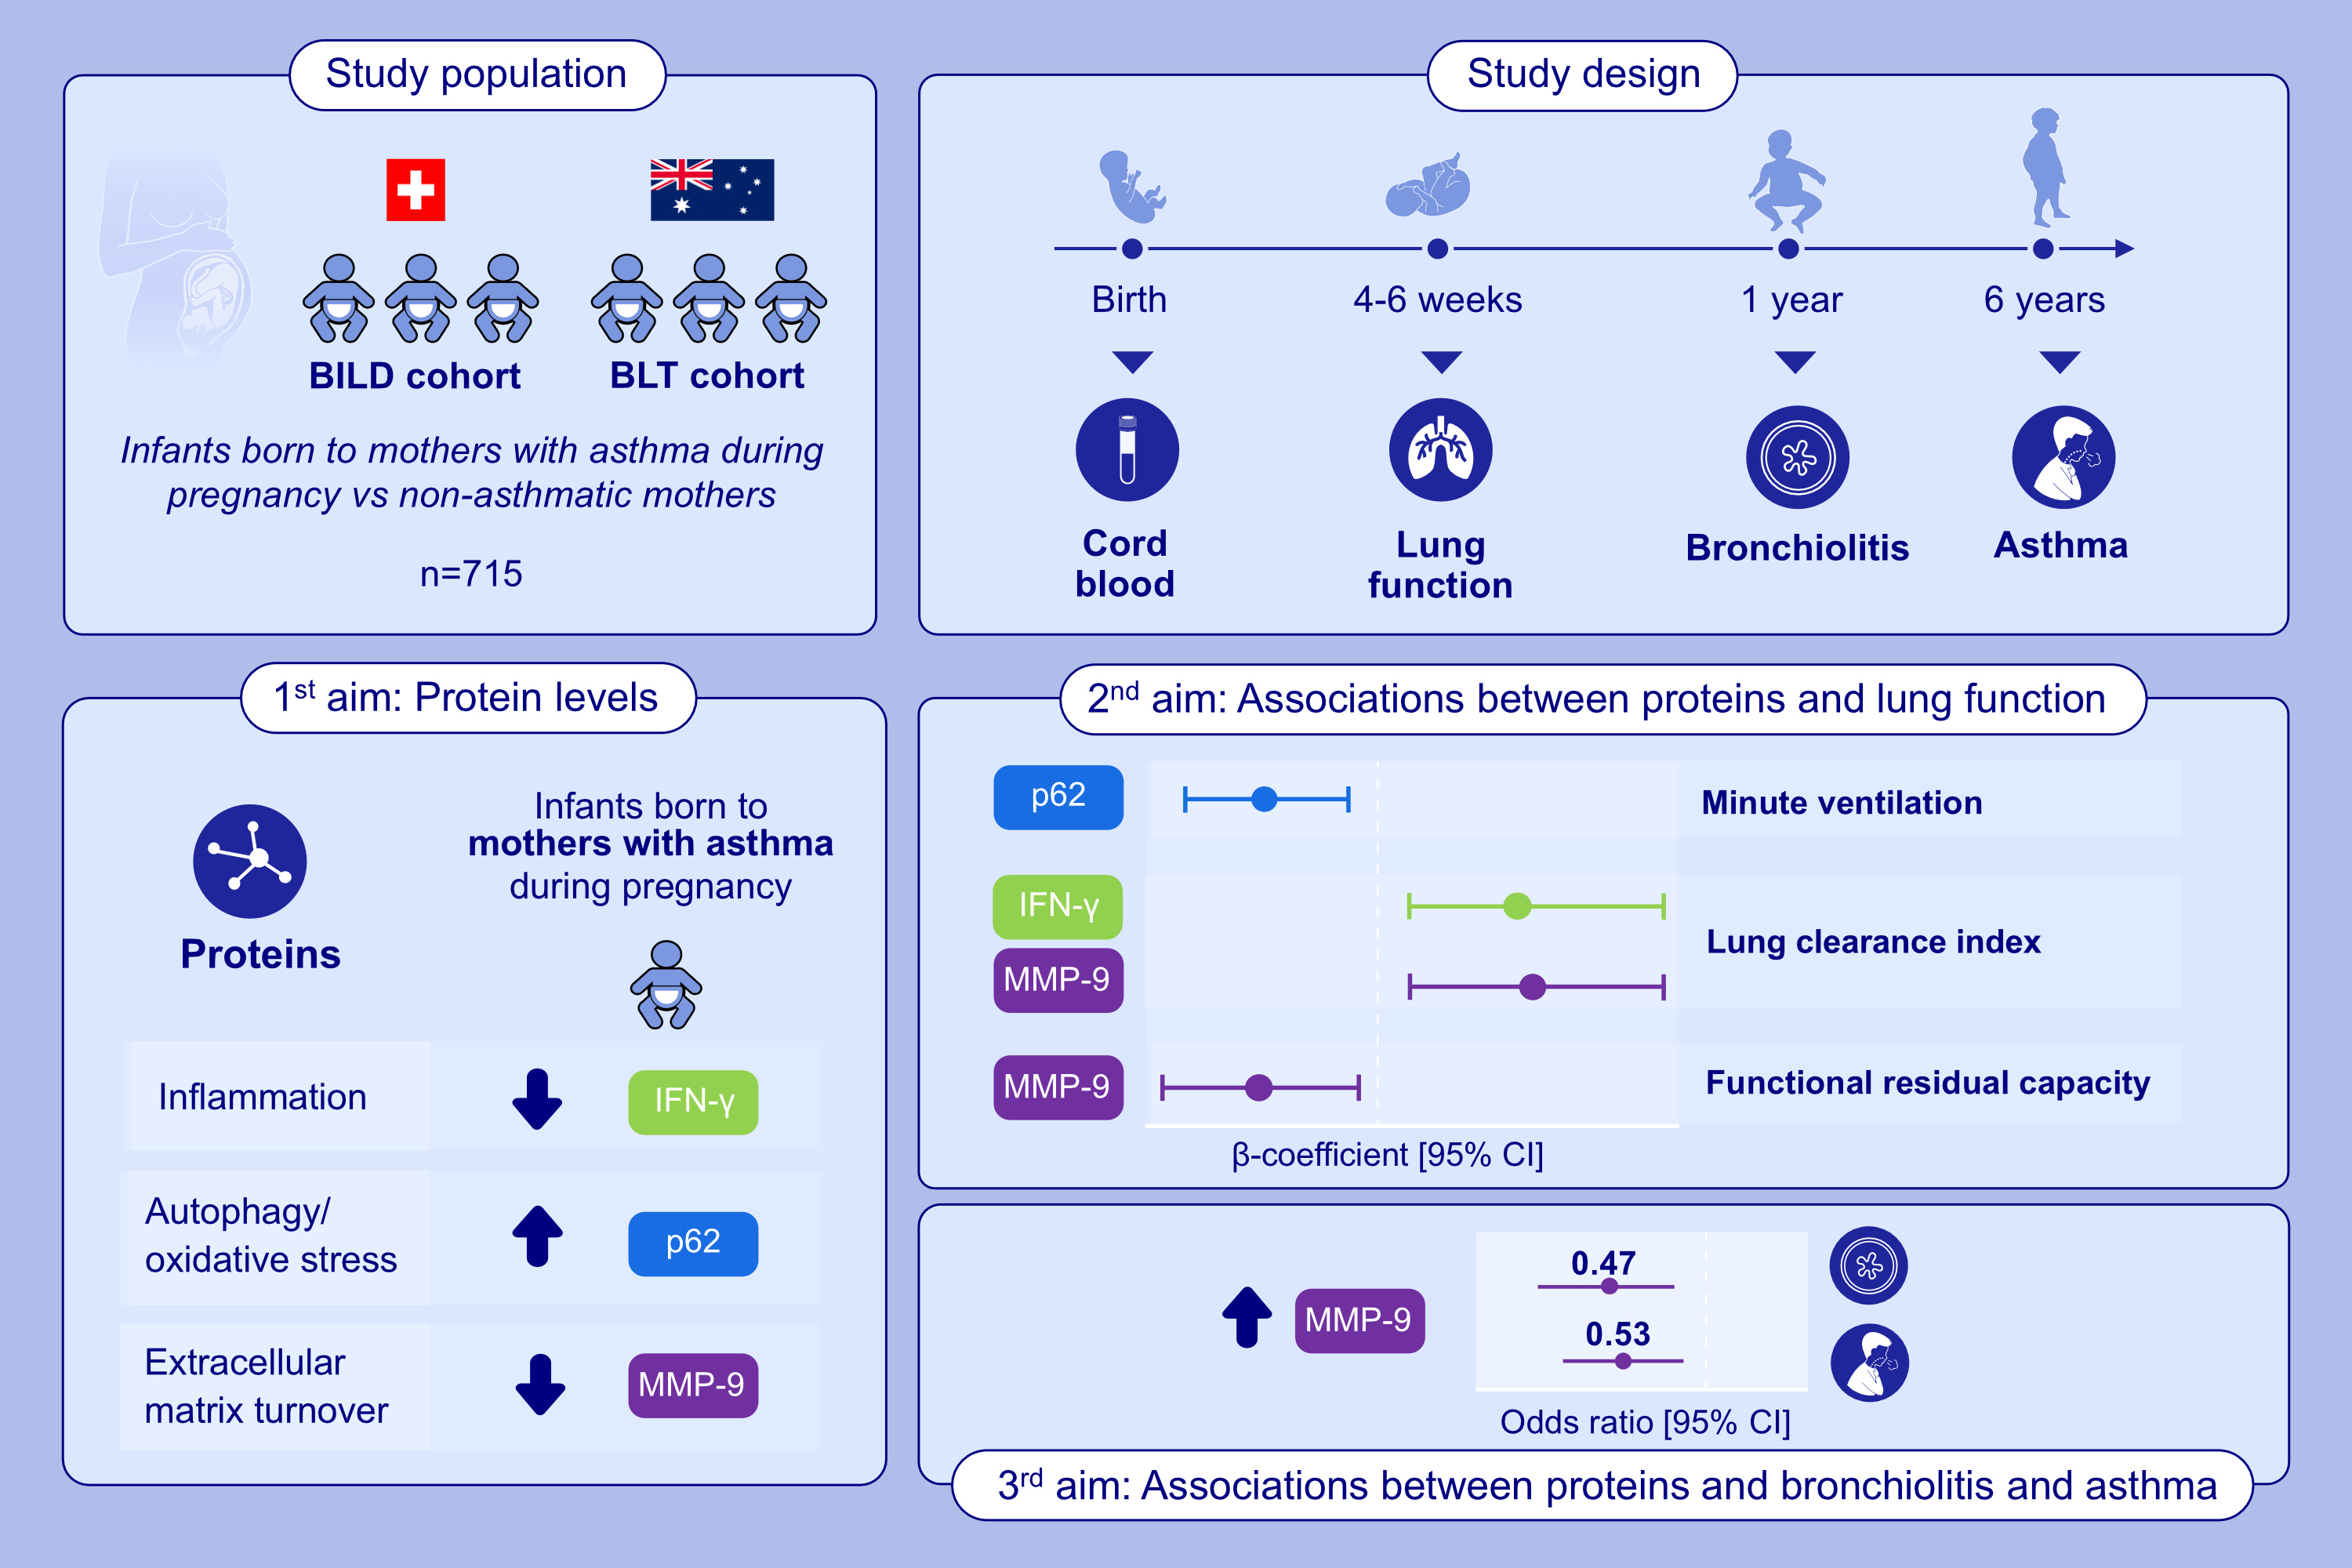 Study population
BILD cohort
BLT cohort
Infants born to mothers with asthma during
pregnancy vs non-asthmatic mothers
n=715
Study design
Birth
4-6 weeks
1 year
6 years
Cord
blood
Lung
function
Bronchiolitis
Asthma
1st aim: Protein levels
Proteins
Infants born to
mothers with asthma
during pregnancy
Inflammation
IFN-γ
Autophagy/
oxidative stress
p62
Extracellular
matrix turnover
MMP-9
2nd aim: Associations between proteins and lung function
p62
Minute ventilation
IFN-γ
MMP-9
Lung clearance index
MMP-9
Functional residual capacity
β-coefficient [95% CI]
MMP-9
0.47
0.53
Odds ratio [95% CI]
3rd aim: Associations between proteins and bronchiolitis and asthma